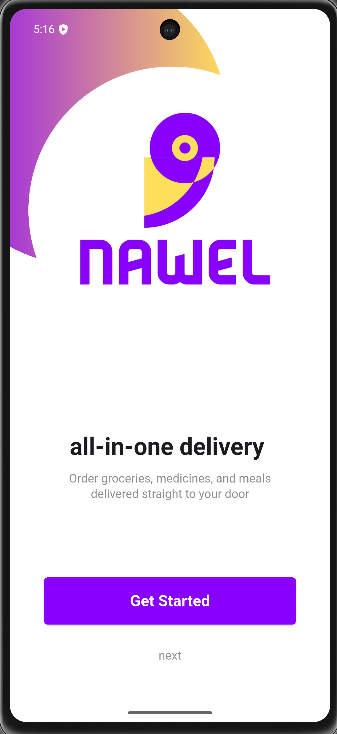 5:16
NAWEL
all-in-one delivery
Order groceries, medicines, and meals
delivered straight to your door
Get Started
next